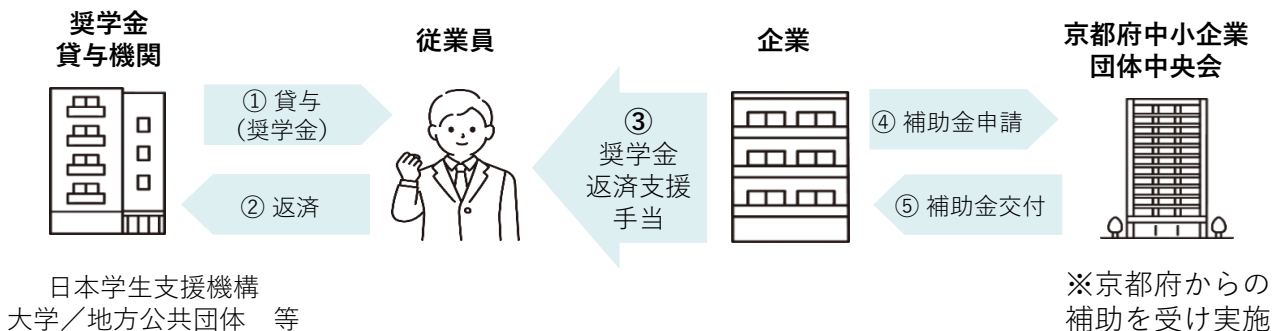 奨学金
貸与機関
従業員
企業
京都府中小企業
団体中央会
① 貸与
（奨学金）
② 返済
③
奨学金
返済支援
手当
④ 補助金申請
⑤ 補助金交付
日本学生支援機構
大学／地方公共団体　等
※京都府からの
補助を受け実施